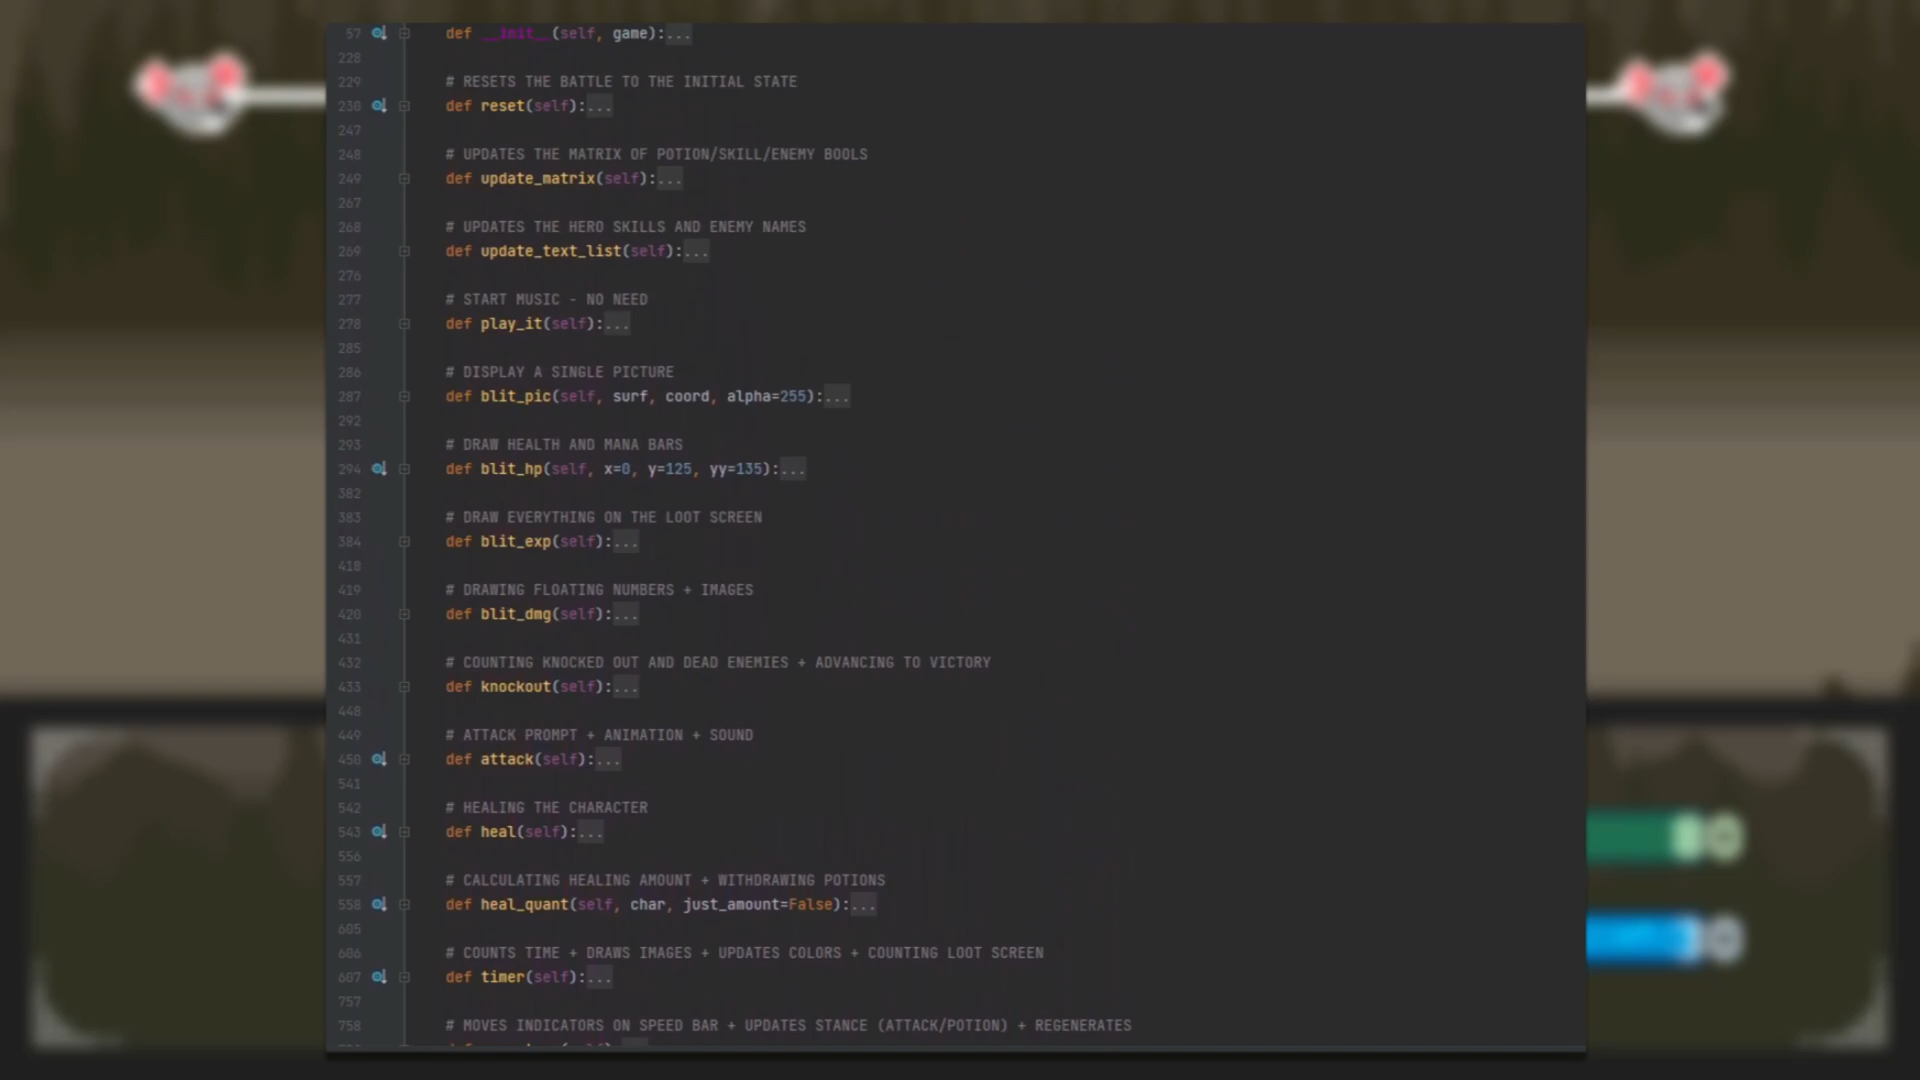 57 def __init__(self, game):...
228
229 # RESETS THE BATTLE TO THE INITIAL STATE
230 def reset(self):...
247
248 # UPDATES THE MATRIX OF POTION/SKILL/ENEMY BOOLS
249 def update_matrix(self):...
267
268 # UPDATES THE HERO SKILLS AND ENEMY NAMES
269 def update_text_list(self):...
276
277 # START MUSIC - NO NEED
278 def play_it(self):...
285
286 # DISPLAY A SINGLE PICTURE
287 def blit_pic(self, surf, coord, alpha=255):...
292
293 # DRAW HEALTH AND MANA BARS
294 def blit_hp(self, x=0, y=125, yy=135):...
382
383 # DRAW EVERYTHING ON THE LOOT SCREEN
384 def blit_exp(self):...
418
419 # DRAWING FLOATING NUMBERS + IMAGES
420 def blit_dmg(self):...
431
432 # COUNTING KNOCKED OUT AND DEAD ENEMIES + ADVANCING TO VICTORY
433 def knockout(self):...
448
449 # ATTACK PROMPT + ANIMATION + SOUND
450 def attack(self):...
541
542 # HEALING THE CHARACTER
543 def heal(self):...
556
557 # CALCULATING HEALING AMOUNT + WITHDRAWING POTIONS
558 def heal_quant(self, char, just_amount=False):...
605
606 # COUNTS TIME + DRAWS IMAGES + UPDATES COLORS + COUNTING LOOT SCREEN
607 def timer(self):...
757
758 # MOVES INDICATORS ON SPEED BAR + UPDATES STANCE (ATTACK/POTION) + REGENERATES